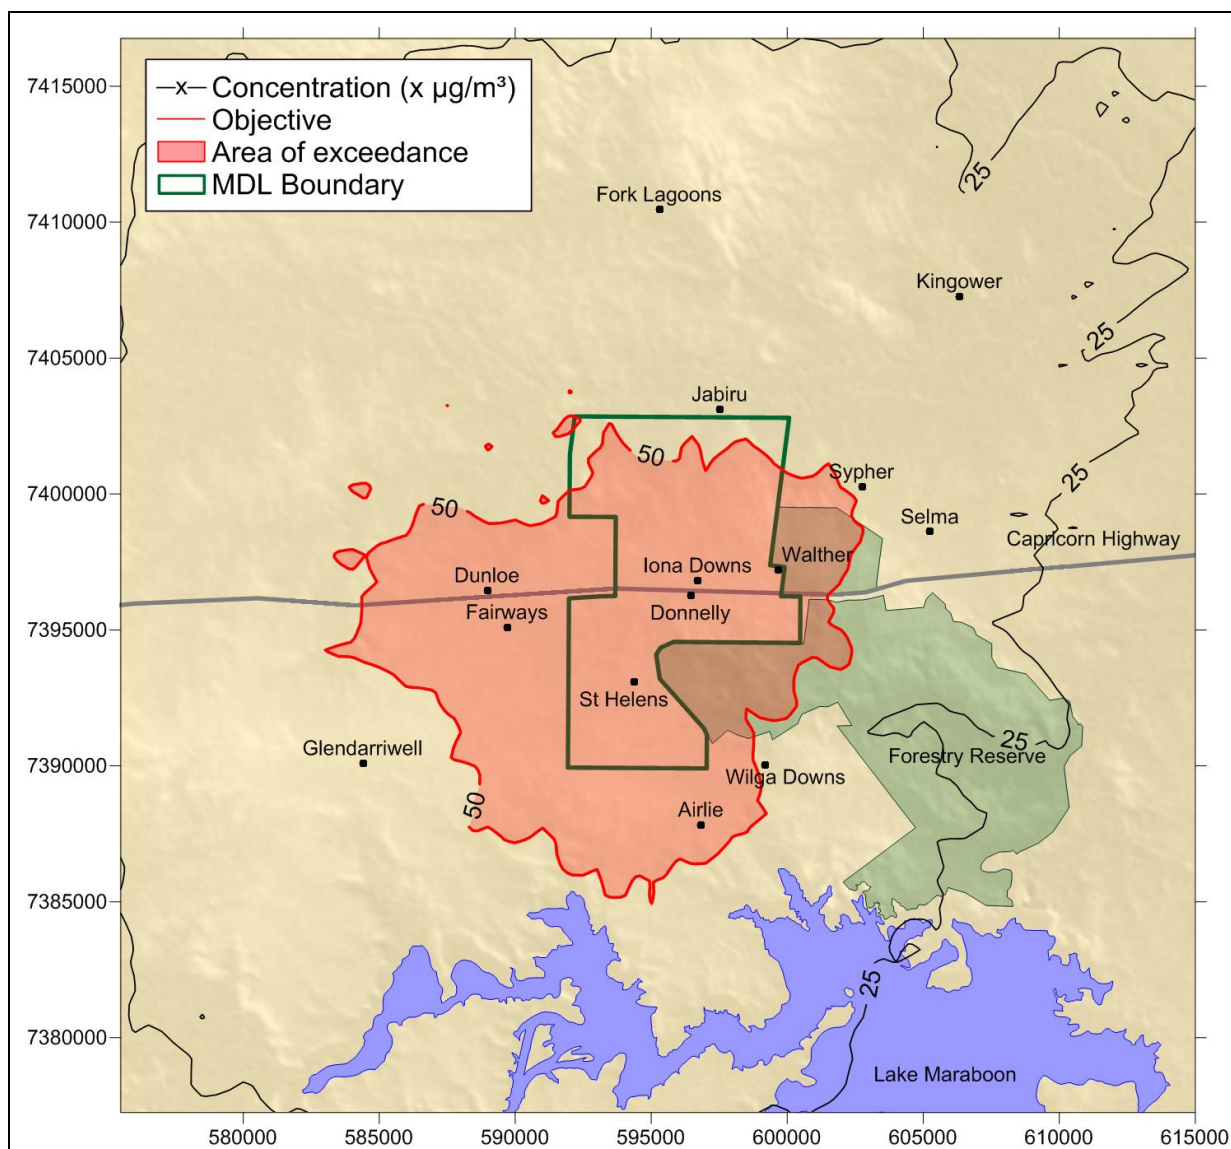 7415000
—x— Concentration (x µg/m³)
Objective
Area of exceedance
MDL Boundary
25
Fork Lagoons
7410000
Kingower
25
7405000
Jabiru
50
Sypher
25
7400000
50
Selma
Capricorn Highway
Walther
Iona Downs
Dunloe
Fairways
Donnelly
7395000
St Helens
25
Glendarriwell
Forestry Reserve
7390000
Wilga Downs
50
Airlie
7385000
25
7380000
Lake Maraboon
580000 585000 590000 595000 600000 605000 610000 615000